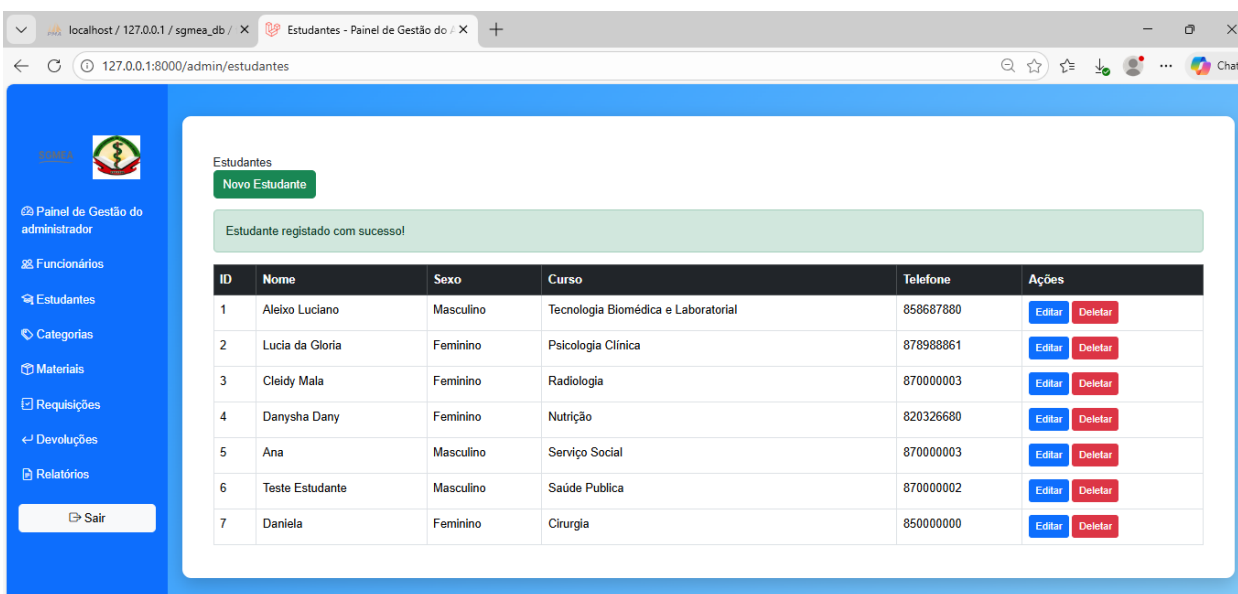 localhost / 127.0.0.1 / sgmea_db /
Estudantes - Painel de Gestão do A
127.0.0.1:8000/admin/estudantes
Chat
SGMEA
Painel de Gestão do
administrador
Funcionários
Estudantes
Categorias
Materiais
Requisições
Devoluções
Relatórios
Sair
Estudantes
Novo Estudante
Estudante registado com sucesso!
ID Nome Sexo Curso Telefone Ações
1 Aleixo Luciano Masculino Tecnologia Biomédica e Laboratorial 858687880 Editar Deletar
2 Lucia da Gloria Feminino Psicologia Clínica 878988861 Editar Deletar
3 Cleidy Mala Feminino Radiologia 870000003 Editar Deletar
4 Danysha Dany Feminino Nutrição 820326680 Editar Deletar
5 Ana Masculino Serviço Social 870000003 Editar Deletar
6 Teste Estudante Masculino Saúde Publica 870000002 Editar Deletar
7 Daniela Feminino Cirurgia 850000000 Editar Deletar